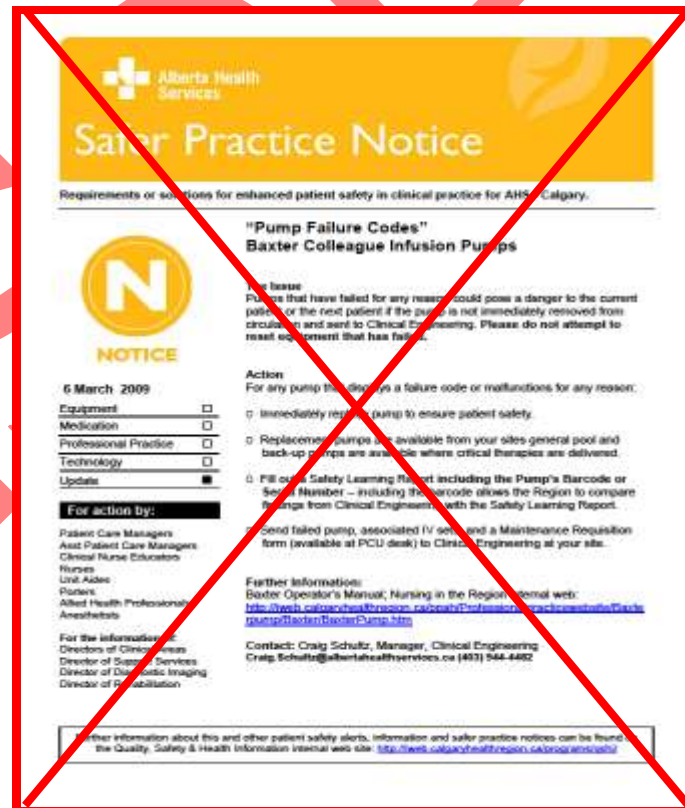 Alberta Health
Services
Safer Practice Notice
Requirements or solutions for enhanced patient safety in clinical practice for AHS - Calgary.
"Pump Failure Codes"
Baxter Colleague Infusion Pumps
N
NOTICE
The Issue
Pumps that have failed for any reason could pose a danger to the current
patient or the next patient if the pump is not immediately removed from
circulation and sent to Clinical Engineering. Please do not attempt to
reset equipment that has failed.
6 March 2009
Equipment
Medication
Professional Practice
Technology
Update
For action by:
Patient Care Managers
Asst Patient Care Managers
Clinical Nurse Educators
Nurses
Unit Aides
Porters
Allied Health Professionals
Anesthetists
For the information of:
Directors of Clinical Areas
Director of Support Services
Director of Diagnostic Imaging
Director of Rehabilitation
Action
For any pump that displays a failure code or malfunctions for any reason:
Immediately replace pump to ensure patient safety.
Replacement pumps are available from your sites general pool and
back-up pumps are available where critical therapies are delivered.
Fill out a Safety Learning Report including the Pump's Barcode or
Serial Number – including the barcode allows the Region to compare
findings from Clinical Engineering with the Safety Learning Report.
Send failed pump, associated IV sets and a Maintenance Requisition
form (available at PCU desk) to Clinical Engineering at your site.
Further Information:
Baxter Operator's Manual; Nursing in the Region internal web:
Contact: Craig Schultz, Manager, Clinical Engineering
Craig.Schultz@albertahealthservices.ca (403) 944-4482
Further information about this and other patient safety alerts, information and safer practice notices can be found on
the Quality, Safety & Health Information internal web site: http://iweb.calgaryhealthregion.ca/programs/qshi/